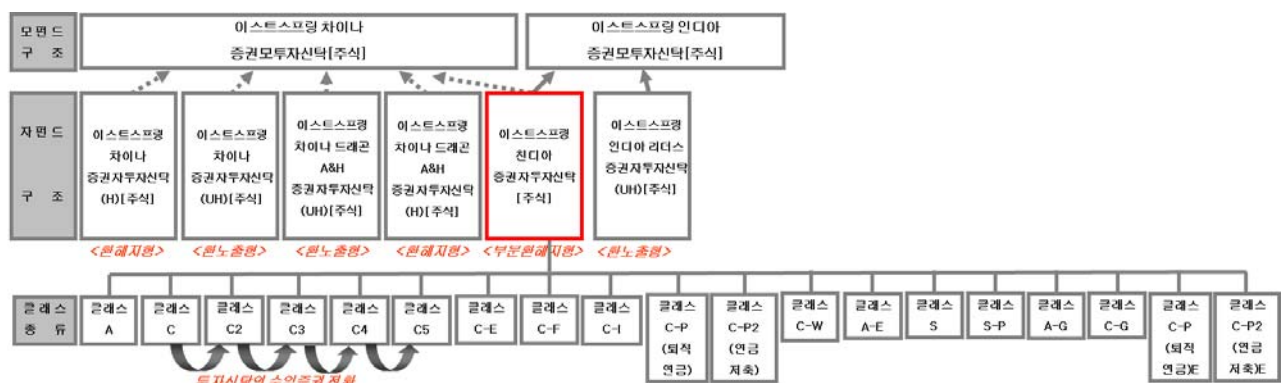 모펀드
구 조
이스트스프링 차이나
증권모투자신탁[주식]
이스트스프링 인디아
증권모투자신탁[주식]
자펀드
구 조
이스트스프링
차이나
증권자투자신탁
(H)[주식]
이스트스프링
차이나
증권자투자신탁
(UH)[주식]
이스트스프링
차이나 드래곤
A&H
증권자투자신탁
(UH)[주식]
이스트스프링
차이나 드래곤
A&H
증권자투자신탁
(H)[주식]
이스트스프링
친디아
증권자투자신탁
[주식]
이스트스프링
인디아 리더스
증권자투자신탁
(UH)[주식]
<환헤지형>
<환노출형>
<환노출형>
<환헤지형>
<부분환헤지형>
<환노출형>
클래스
종 류
클래스
A
클래스
C
클래스
C2
클래스
C3
클래스
C4
클래스
C5
클래스
C-E
클래스
C-F
클래스
C-I
클래스
C-P
(퇴직
연금)
클래스
C-P2
(연금
저축)
클래스
C-W
클래스
A-E
클래스
S
클래스
S-P
클래스
A-G
클래스
C-G
클래스
C-P
(퇴직
연금)E
클래스
C-P2
(연금
저축)E
투자신탁의 수익증권 전환